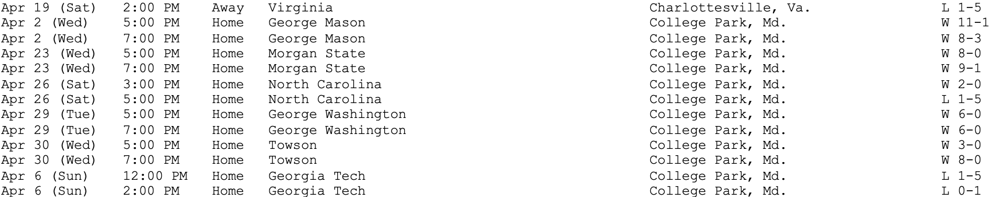 Apr 19 (Sat) 2:00 PM Away Virginia Charlottesville, Va. L 1-5
Apr 2 (Wed) 5:00 PM Home George Mason College Park, Md. W 11-1
Apr 2 (Wed) 7:00 PM Home George Mason College Park, Md. W 8-3
Apr 23 (Wed) 5:00 PM Home Morgan State College Park, Md. W 8-0
Apr 23 (Wed) 7:00 PM Home Morgan State College Park, Md. W 9-1
Apr 26 (Sat) 3:00 PM Home North Carolina College Park, Md. W 2-0
Apr 26 (Sat) 5:00 PM Home North Carolina College Park, Md. L 1-5
Apr 29 (Tue) 5:00 PM Home George Washington College Park, Md. W 6-0
Apr 29 (Tue) 7:00 PM Home George Washington College Park, Md. W 6-0
Apr 30 (Wed) 5:00 PM Home Towson College Park, Md. W 3-0
Apr 30 (Wed) 7:00 PM Home Towson College Park, Md. W 8-0
Apr 6 (Sun) 12:00 PM Home Georgia Tech College Park, Md. L 1-5
Apr 6 (Sun) 2:00 PM Home Georgia Tech College Park, Md. L 0-1